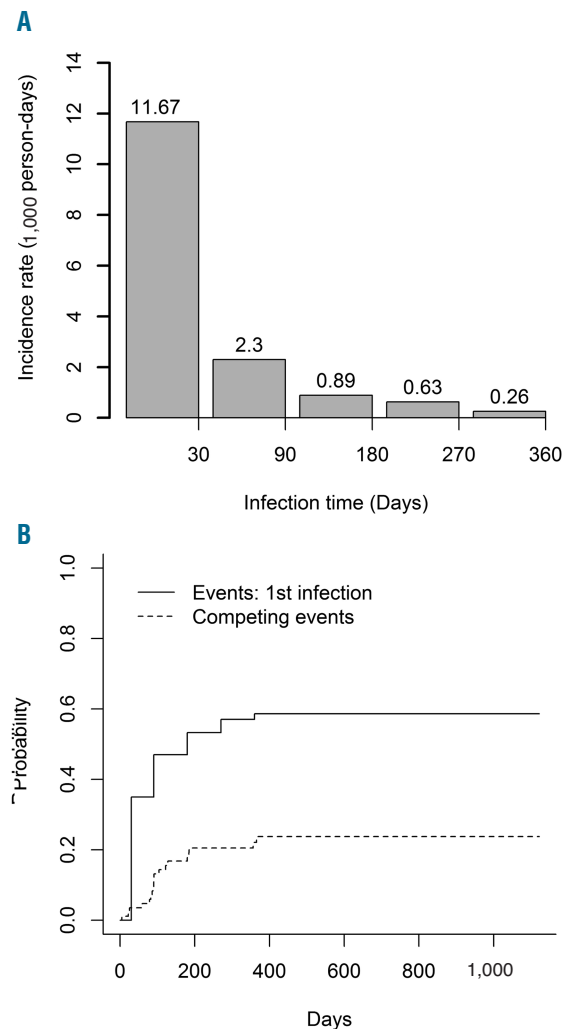 A
Incidence rate (1,000 person-days)
14
12
10
8
6
4
2
0
11.67
2.3
0.89
0.63
0.26
30 90 180 270 360
Infection time (Days)
B
Probability
1.0
0.8
0.6
0.4
0.2
0.0
Events: 1st infection
Competing events
0 200 400 600 800 1,000
Days